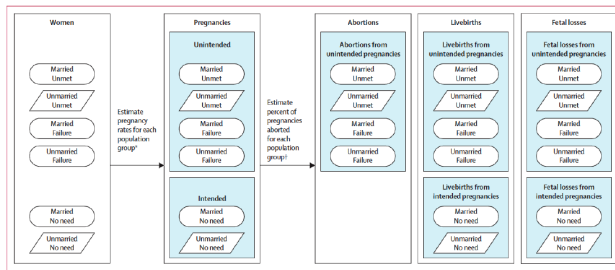 Women
Married
Unmet
Unmarried
Unmet
Married
Failure
Unmarried
Failure
Married
No need
Unmarried
No need
Estimate
pregnancy
rates for each
population
group*
Pregnancies
Unintended
Married
Unmet
Unmarried
Unmet
Married
Failure
Unmarried
Failure
Intended
Married
No need
Unmarried
No need
Estimate
percent of
pregnancies
aborted
for each
population
group†
Abortions
Abortions from
unintended pregnancies
Married
Unmet
Unmarried
Unmet
Married
Failure
Unmarried
Failure
Livebirths
Livebirths from
unintended pregnancies
Married
Unmet
Unmarried
Unmet
Married
Failure
Unmarried
Failure
Livebirths from
intended pregnancies
Married
No need
Unmarried
No need
Fetal losses
Fetal losses from
unintended pregnancies
Married
Unmet
Unmarried
Unmet
Married
Failure
Unmarried
Failure
Fetal losses from
intended pregnancies
Married
No need
Unmarried
No need